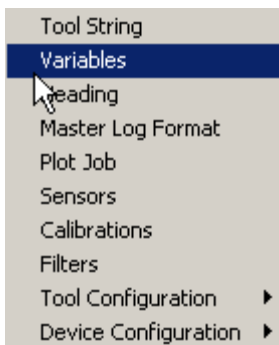 Tool String
Variables
Master Log Format
Plot Job
Sensors
Calibrations
Filters
Tool Configuration
Device Configuration